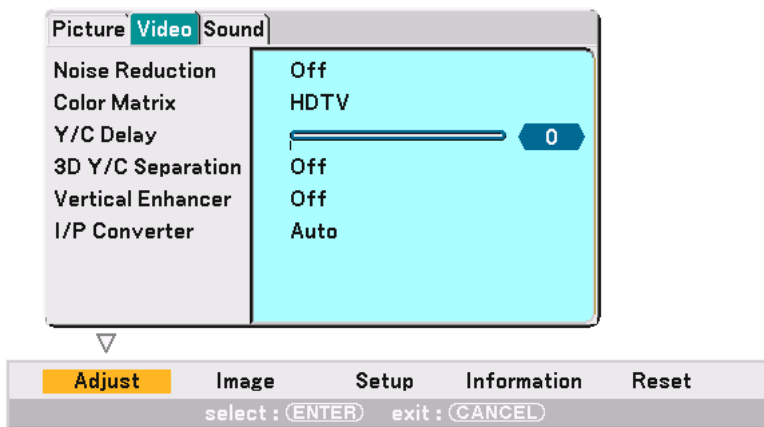 Picture Video Sound
Noise Reduction Off
Color Matrix HDTV
Y/C Delay 0
3D Y/C Separation Off
Vertical Enhancer Off
I/P Converter Auto
Adjust Image Setup Information Reset
select : ENTER exit : CANCEL